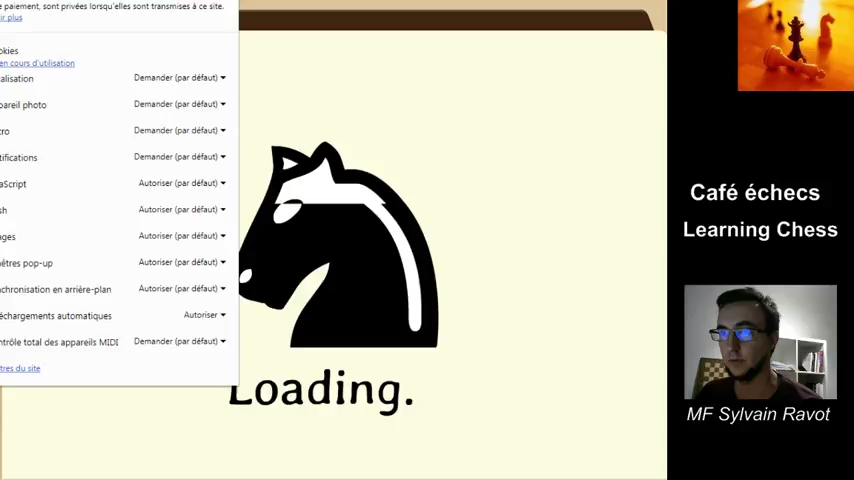 paiement, sont privées lorsqu'elles sont transmises à ce site.
ir plus
okies
en cours d'utilisation
alisation Demander (par défaut)
pareil photo Demander (par défaut)
cro Demander (par défaut)
tifications Demander (par défaut)
aScript Autoriser (par défaut)
sh Autoriser (par défaut)
ages Autoriser (par défaut)
êtres pop-up Autoriser (par défaut)
nchronisation en arrière-plan Autoriser (par défaut)
échargements automatiques Autoriser
ntrôle total des appareils MIDI Demander (par défaut)
tres du site
Loading.
Café échecs
Learning Chess
MF Sylvain Ravot